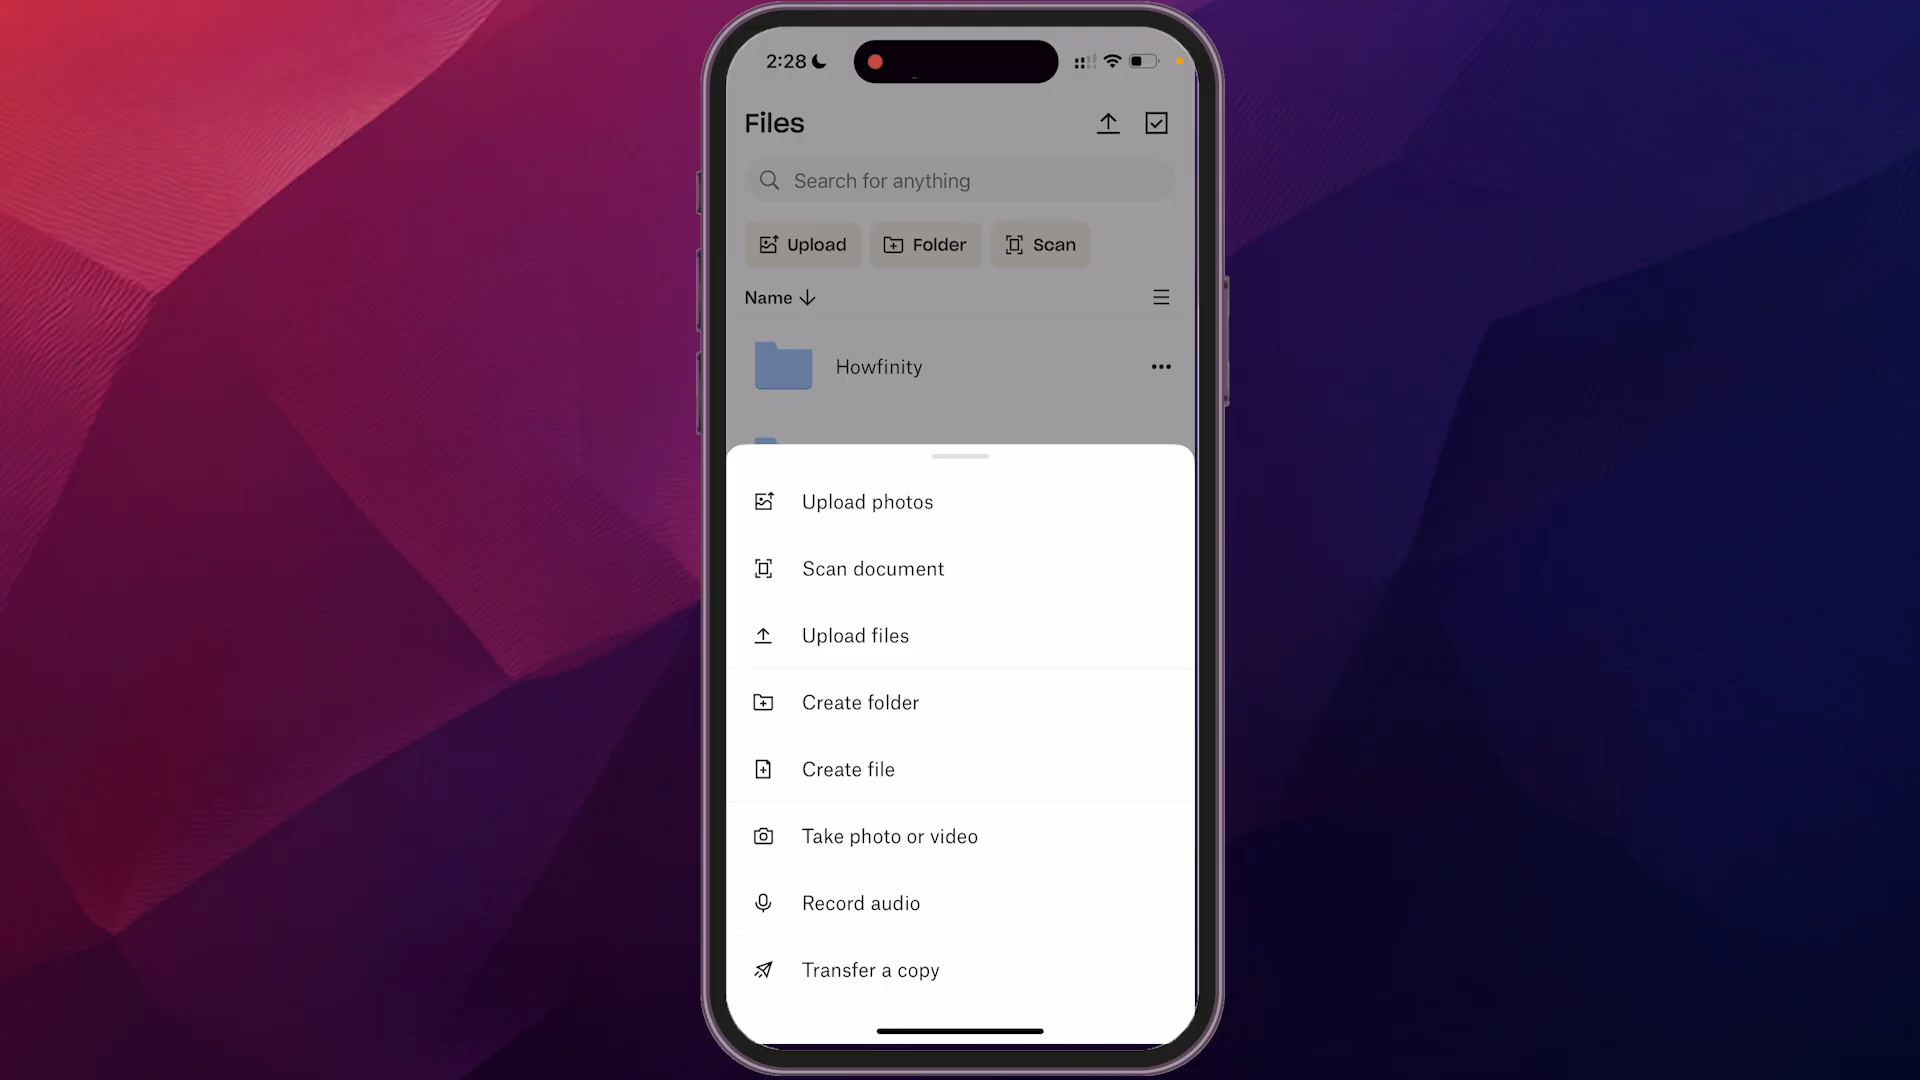 2:28
Files
Search for anything
Upload Folder Scan
Name
Howfinity
Upload photos
Scan document
Upload files
Create folder
Create file
Take photo or video
Record audio
Transfer a copy